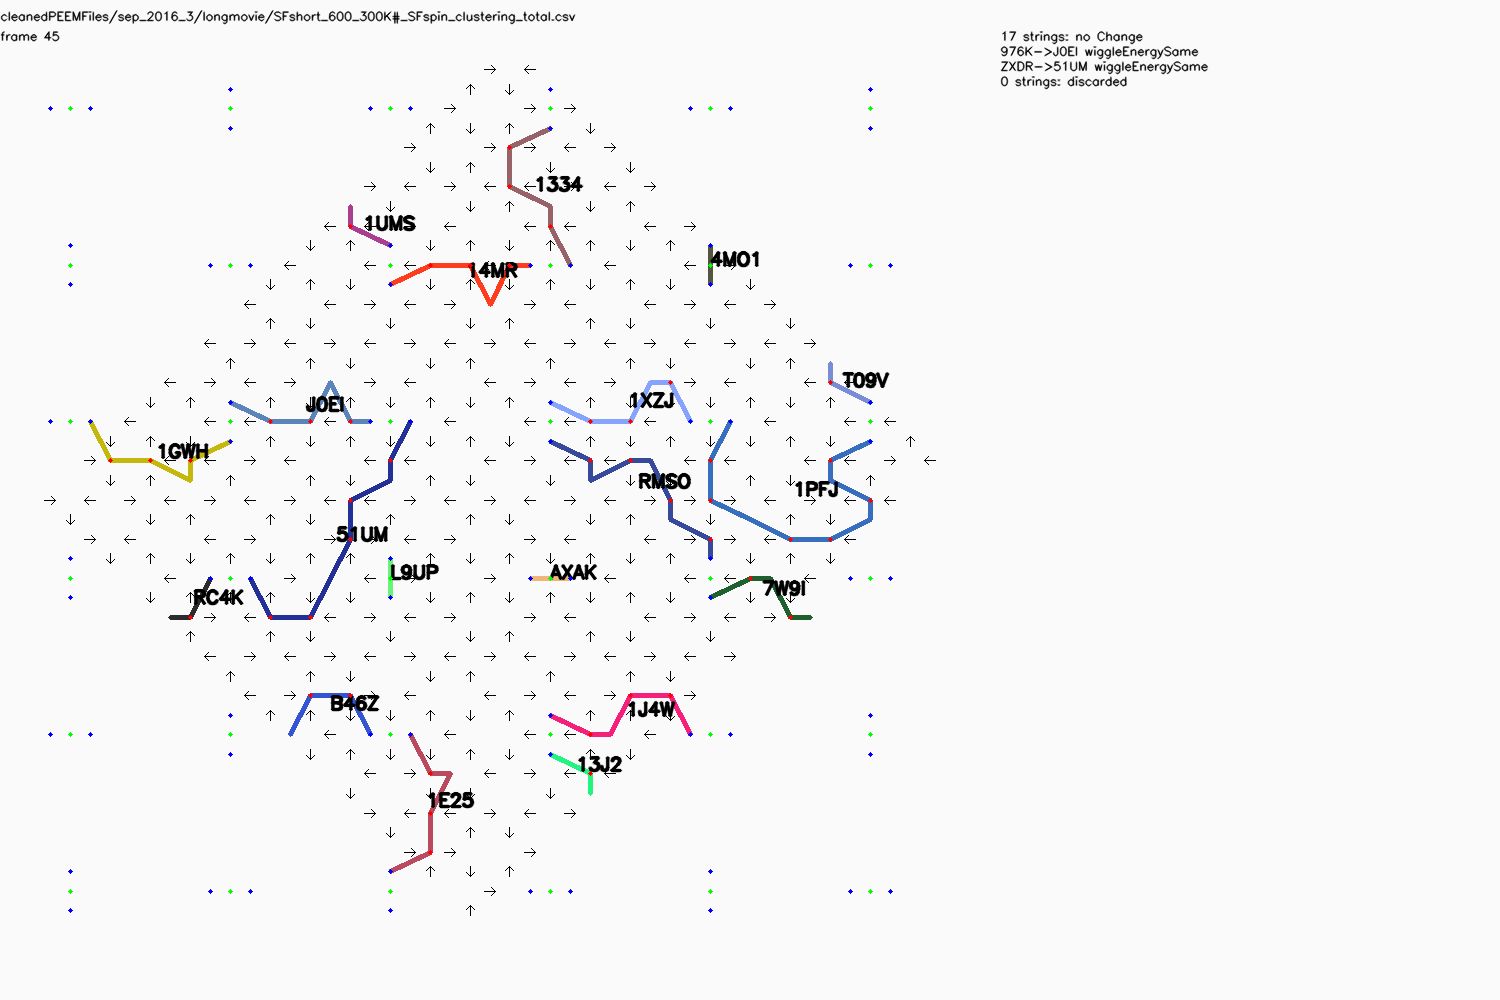 cleanedPEEMFiles/sep_2016_3/longmovie/SFshort_600_300K#_SFspin_clustering_total.csv
frame 45
17 strings: no Change
976K->J0EI wiggleEnergySame
ZXDR->51UM wiggleEnergySame
0 strings: discarded
1334
1UMS
4MO1
14MR
T09V
1XZJ
J0EI
1GWH
RMSO
1PFJ
51UM
L9UP
AXAK
7W9I
RC4K
B46Z
1J4W
13J2
1E25